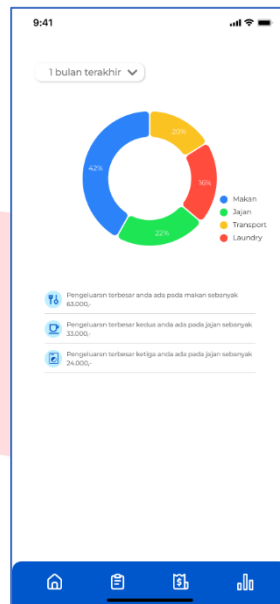 9:41
1 bulan terakhir
20%
42%
16%
22%
Makan
Jajan
Transport
Laundry
Pengeluaran terbesar anda ada pada makan sebanyak
63.000,-
Pengeluaran terbesar kedua anda ada pada jajan sebanyak
33.000,-
Pengeluaran terbesar ketiga anda ada pada jajan sebanyak
24.000,-